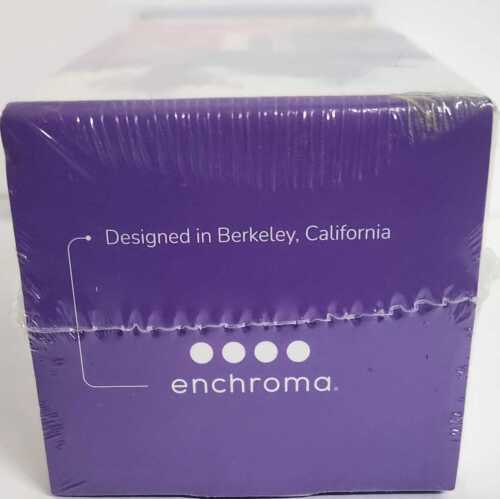 Designed in Berkeley, California
enchroma®